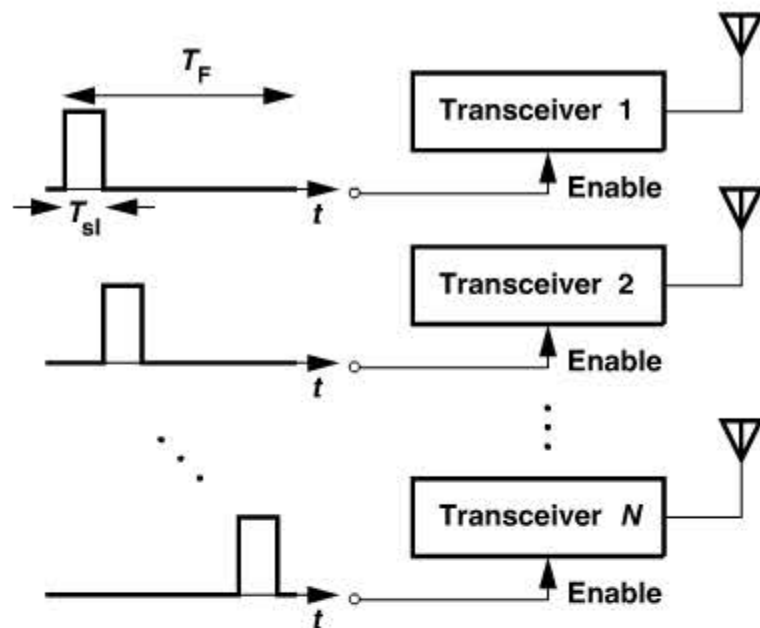 T_F
Transceiver 1
Enable
T_sl
t
Transceiver 2
Enable
t
Transceiver N
Enable
t